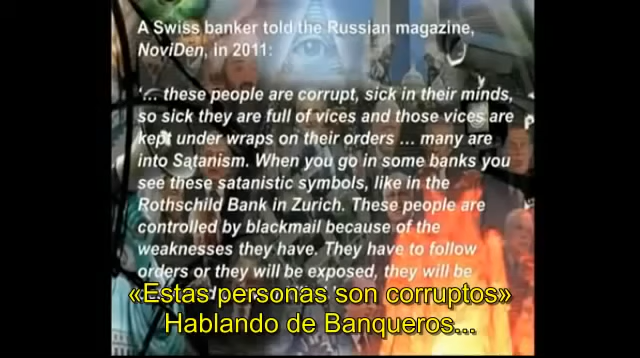 A Swiss banker told the Russian magazine,
NoviDen, in 2011:
'... these people are corrupt, sick in their minds,
so sick they are full of vices and those vices are
kept under wraps on their orders ... many are
into Satanism. When you go in some banks you
see these satanistic symbols, like in the
Rothschild Bank in Zurich. These people are
controlled by blackmail because of the
weaknesses they have. They have to follow
orders or they will be exposed, they will be
«Estas personas son corruptos»
Hablando de Banqueros...